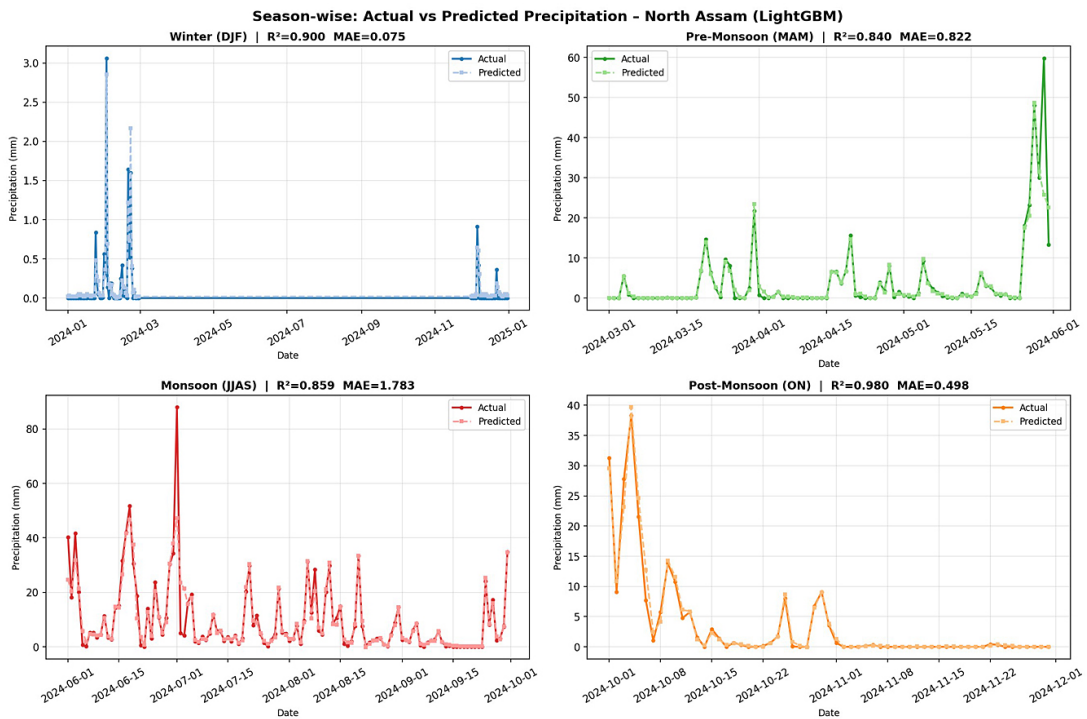 Season-wise: Actual vs Predicted Precipitation – North Assam (LightGBM)
Winter (DJF) | R²=0.900 MAE=0.075
Actual
Predicted
Precipitation (mm)
3.0
2.5
2.0
1.5
1.0
0.5
0.0
2024-01
2024-03
2024-05
2024-07
2024-09
2024-11
2025-01
Date
Pre-Monsoon (MAM) | R²=0.840 MAE=0.822
Actual
Predicted
Precipitation (mm)
60
50
40
30
20
10
0
2024-03-01
2024-03-15
2024-04-01
2024-04-15
2024-05-01
2024-05-15
2024-06-01
Date
Monsoon (JJAS) | R²=0.859 MAE=1.783
Actual
Predicted
Precipitation (mm)
80
60
40
20
0
2024-06-01
2024-06-15
2024-07-01
2024-07-15
2024-08-01
2024-08-15
2024-09-01
2024-09-15
2024-10-01
Date
Post-Monsoon (ON) | R²=0.980 MAE=0.498
Actual
Predicted
Precipitation (mm)
40
35
30
25
20
15
10
5
0
2024-10-01
2024-10-08
2024-10-15
2024-10-22
2024-11-01
2024-11-08
2024-11-15
2024-11-22
2024-12-01
Date